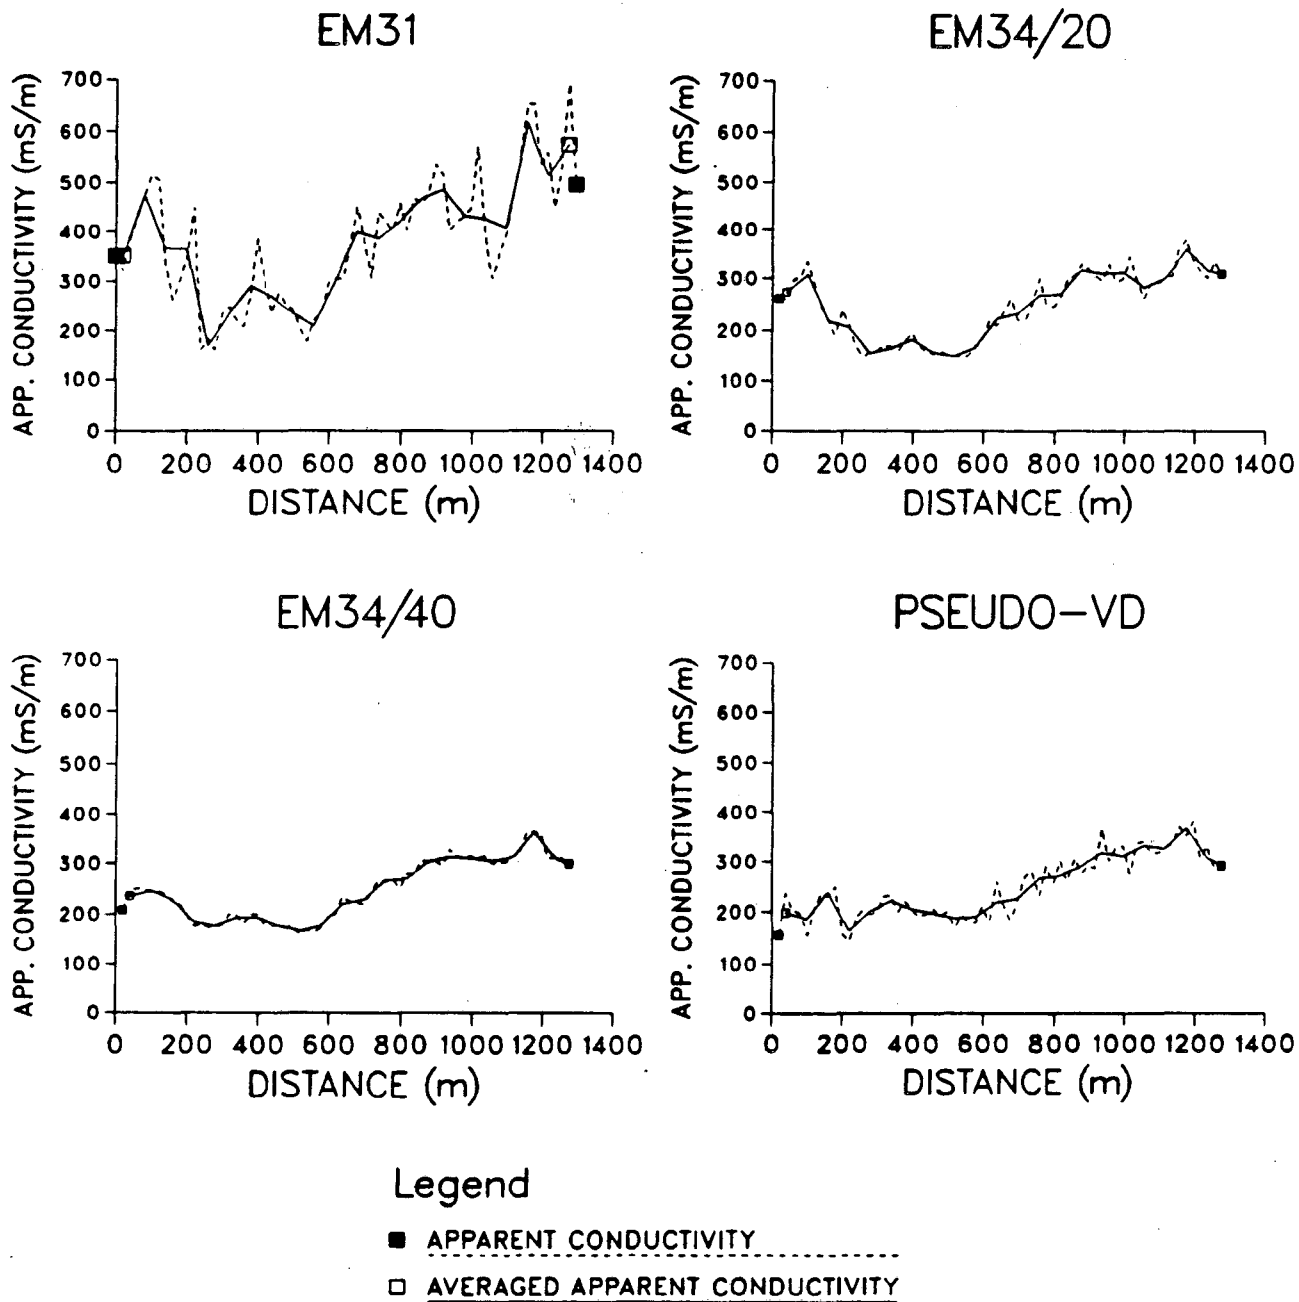 EM31
APP. CONDUCTIVITY (mS/m)
700
600
500
400
300
200
100
0
0 200 400 600 800 1000 1200 1400
DISTANCE (m)
EM34/20
APP. CONDUCTIVITY (mS/m)
700
600
500
400
300
200
100
0
0 200 400 600 800 1000 1200 1400
DISTANCE (m)
EM34/40
APP. CONDUCTIVITY (mS/m)
700
600
500
400
300
200
100
0
0 200 400 600 800 1000 1200 1400
DISTANCE (m)
PSEUDO-VD
APP. CONDUCTIVITY (mS/m)
700
600
500
400
300
200
100
0
0 200 400 600 800 1000 1200 1400
DISTANCE (m)
Legend
APPARENT CONDUCTIVITY
AVERAGED APPARENT CONDUCTIVITY